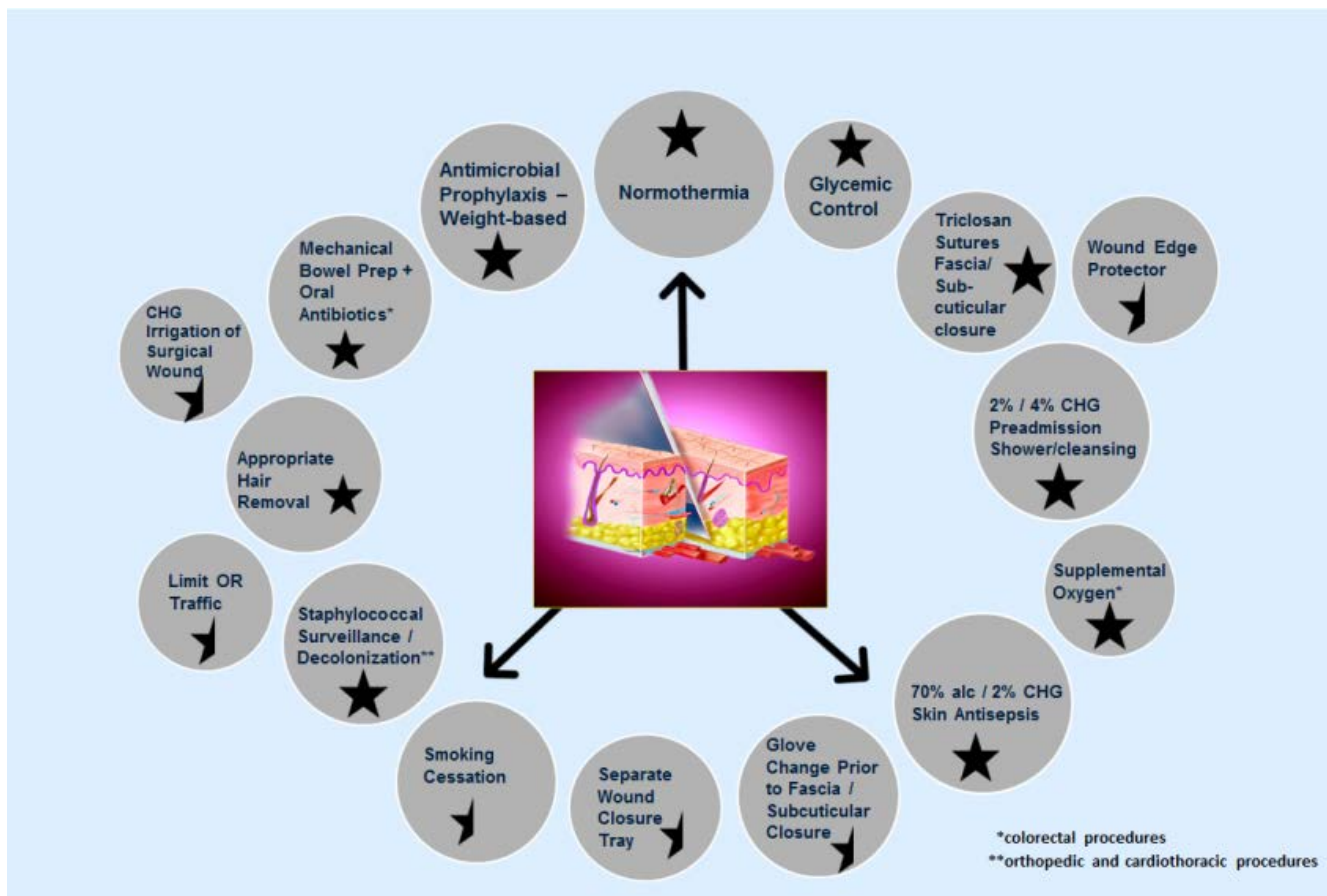 Normothermia
Glycemic
Control
Triclosan
Sutures
Fascia/
Sub-
cuticular
closure
Wound Edge
Protector
2% / 4% CHG
Preadmission
Shower/cleansing
Supplemental
Oxygen*
70% alc / 2% CHG
Skin Antisepsis
Glove
Change Prior
to Fascia /
Subcuticular
Closure
Separate
Wound
Closure
Tray
Smoking
Cessation
Staphylococcal
Surveillance /
Decolonization**
Limit OR
Traffic
Appropriate
Hair
Removal
CHG
Irrigation of
Surgical
Wound
Mechanical
Bowel Prep +
Oral
Antibiotics*
Antimicrobial
Prophylaxis –
Weight-based
*colorectal procedures
**orthopedic and cardiothoracic procedures